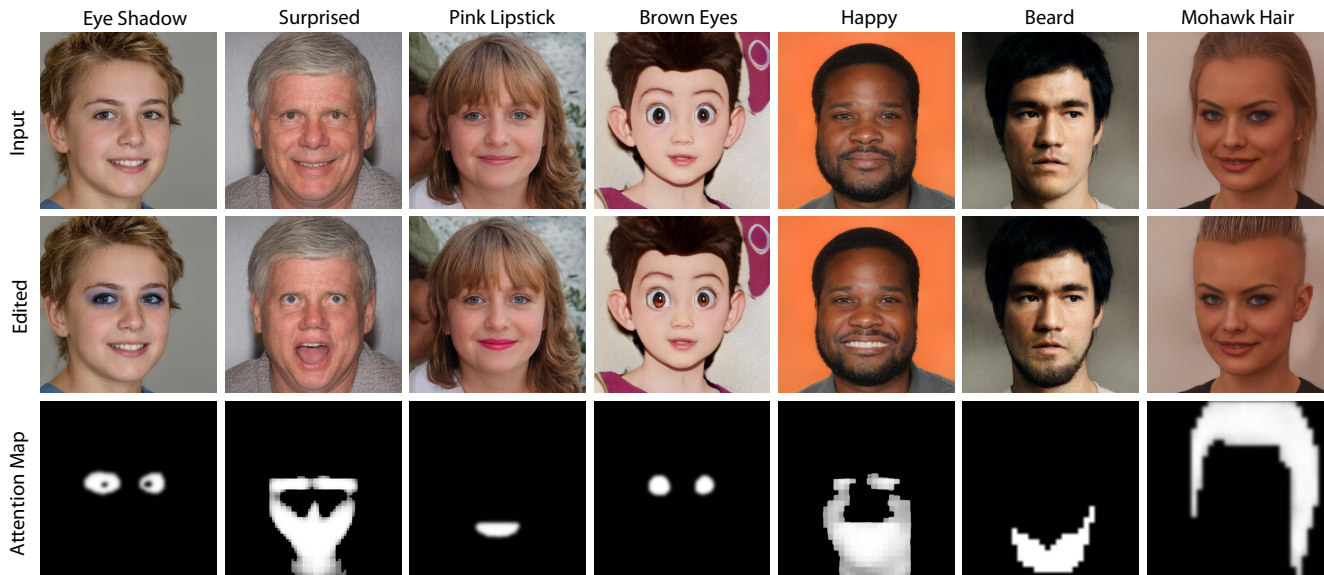 Eye Shadow Surprised Pink Lipstick Brown Eyes Happy Beard Mohawk Hair
Input
Edited
Attention Map